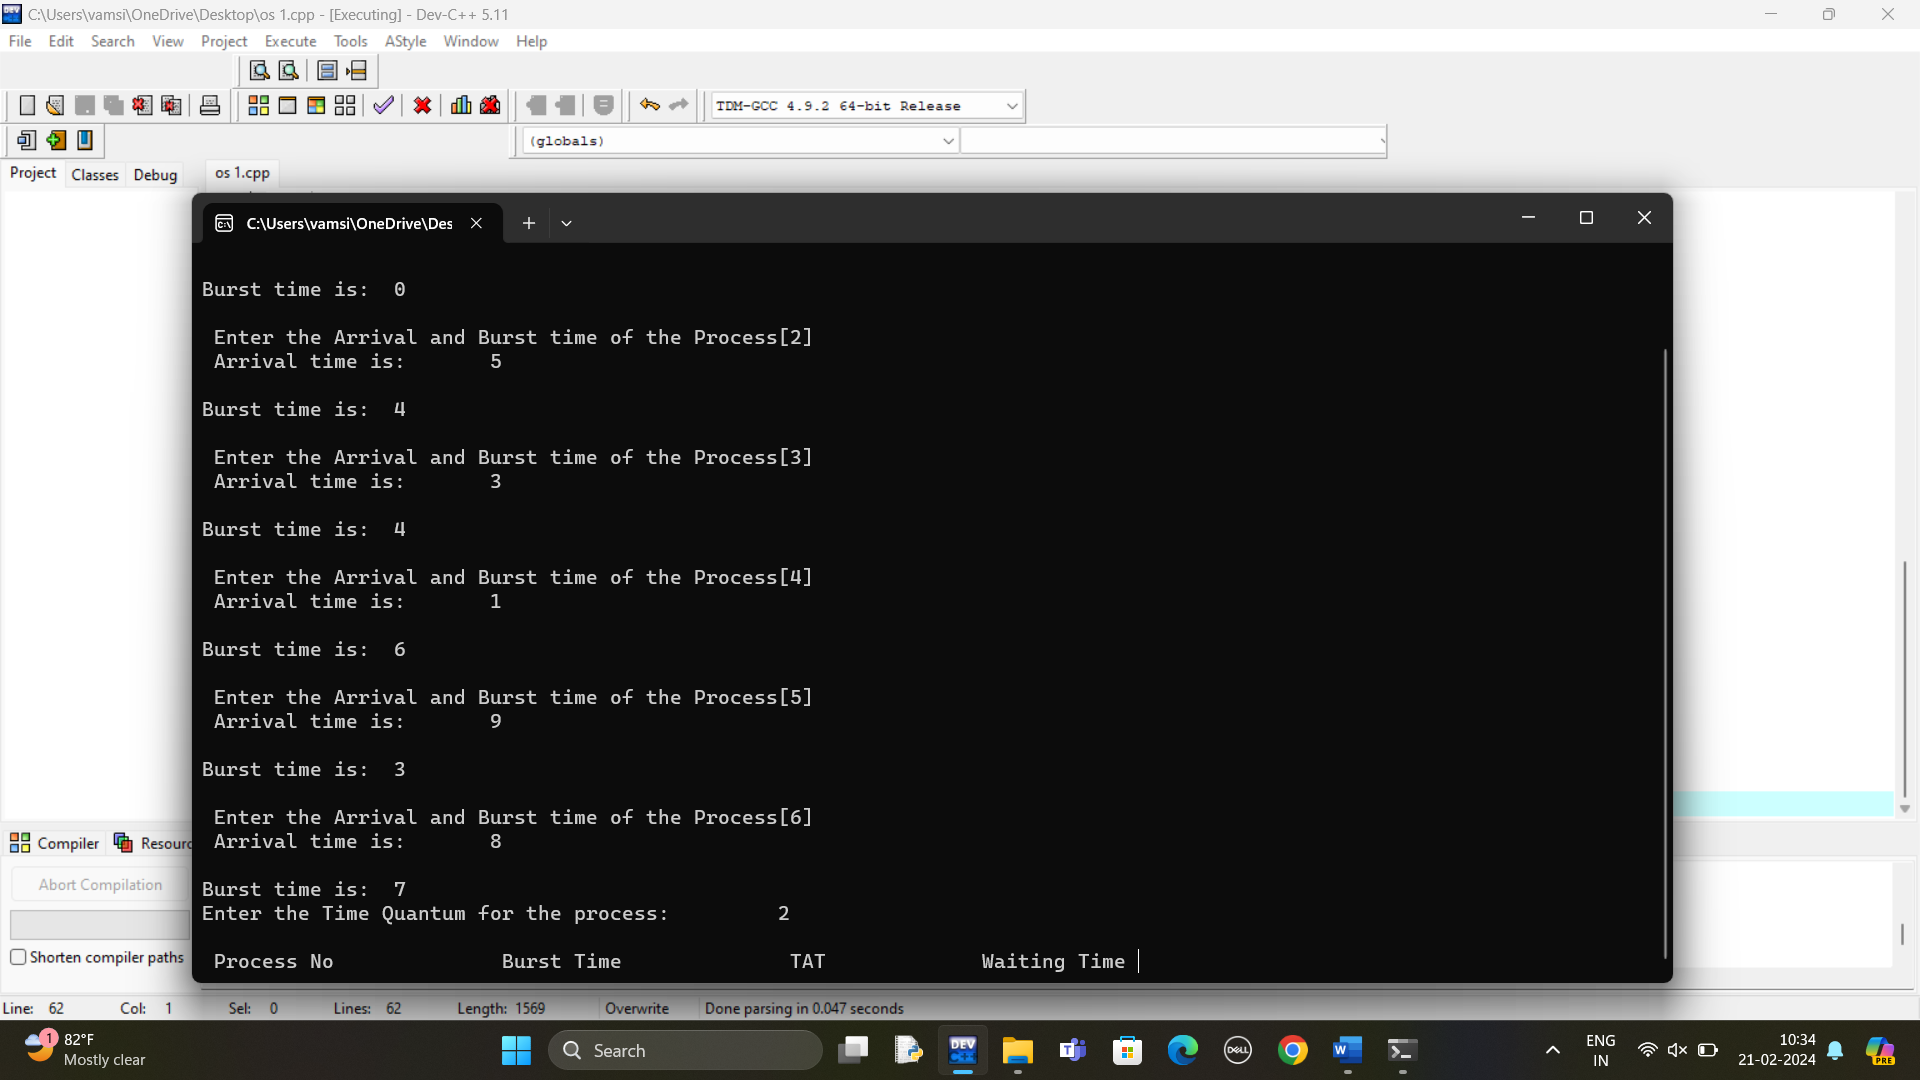 C:\Users\vamsi\OneDrive\Desktop\os 1.cpp - [Executing] - Dev-C++ 5.11
File Edit Search View Project Execute Tools AStyle Window Help
TDM-GCC 4.9.2 64-bit Release
(globals)
Project Classes Debug os 1.cpp
C:\Users\vamsi\OneDrive\Des
Burst time is: 0
Enter the Arrival and Burst time of the Process[2]
Arrival time is: 5
Burst time is: 4
Enter the Arrival and Burst time of the Process[3]
Arrival time is: 3
Burst time is: 4
Enter the Arrival and Burst time of the Process[4]
Arrival time is: 1
Burst time is: 6
Enter the Arrival and Burst time of the Process[5]
Arrival time is: 9
Burst time is: 3
Enter the Arrival and Burst time of the Process[6]
Arrival time is: 8
Burst time is: 7
Enter the Time Quantum for the process: 2
Process No Burst Time TAT Waiting Time
Compiler Resourc
Abort Compilation
Shorten compiler paths
Line: 62 Col: 1 Sel: 0 Lines: 62 Length: 1569 Overwrite Done parsing in 0.047 seconds
1
82°F
Mostly clear
Search
DEV C++
DELL
PRE
ENG
IN
10:34
21-02-2024